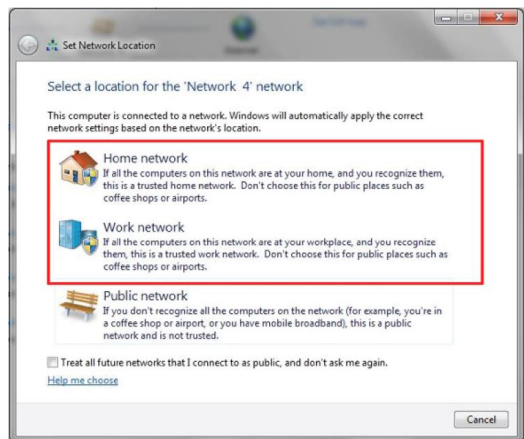 Set Network Location
Select a location for the 'Network 4' network
This computer is connected to a network. Windows will automatically apply the correct
network settings based on the network's location.
Home network
If all the computers on this network are at your home, and you recognize them,
this is a trusted home network. Don't choose this for public places such as
coffee shops or airports.
Work network
If all the computers on this network are at your workplace, and you recognize
them, this is a trusted work network. Don't choose this for public places such as
coffee shops or airports.
Public network
If you don't recognize all the computers on the network (for example, you're in
a coffee shop or airport, or you have mobile broadband), this is a public
network and is not trusted.
Treat all future networks that I connect to as public, and don't ask me again.
Help me choose
Cancel